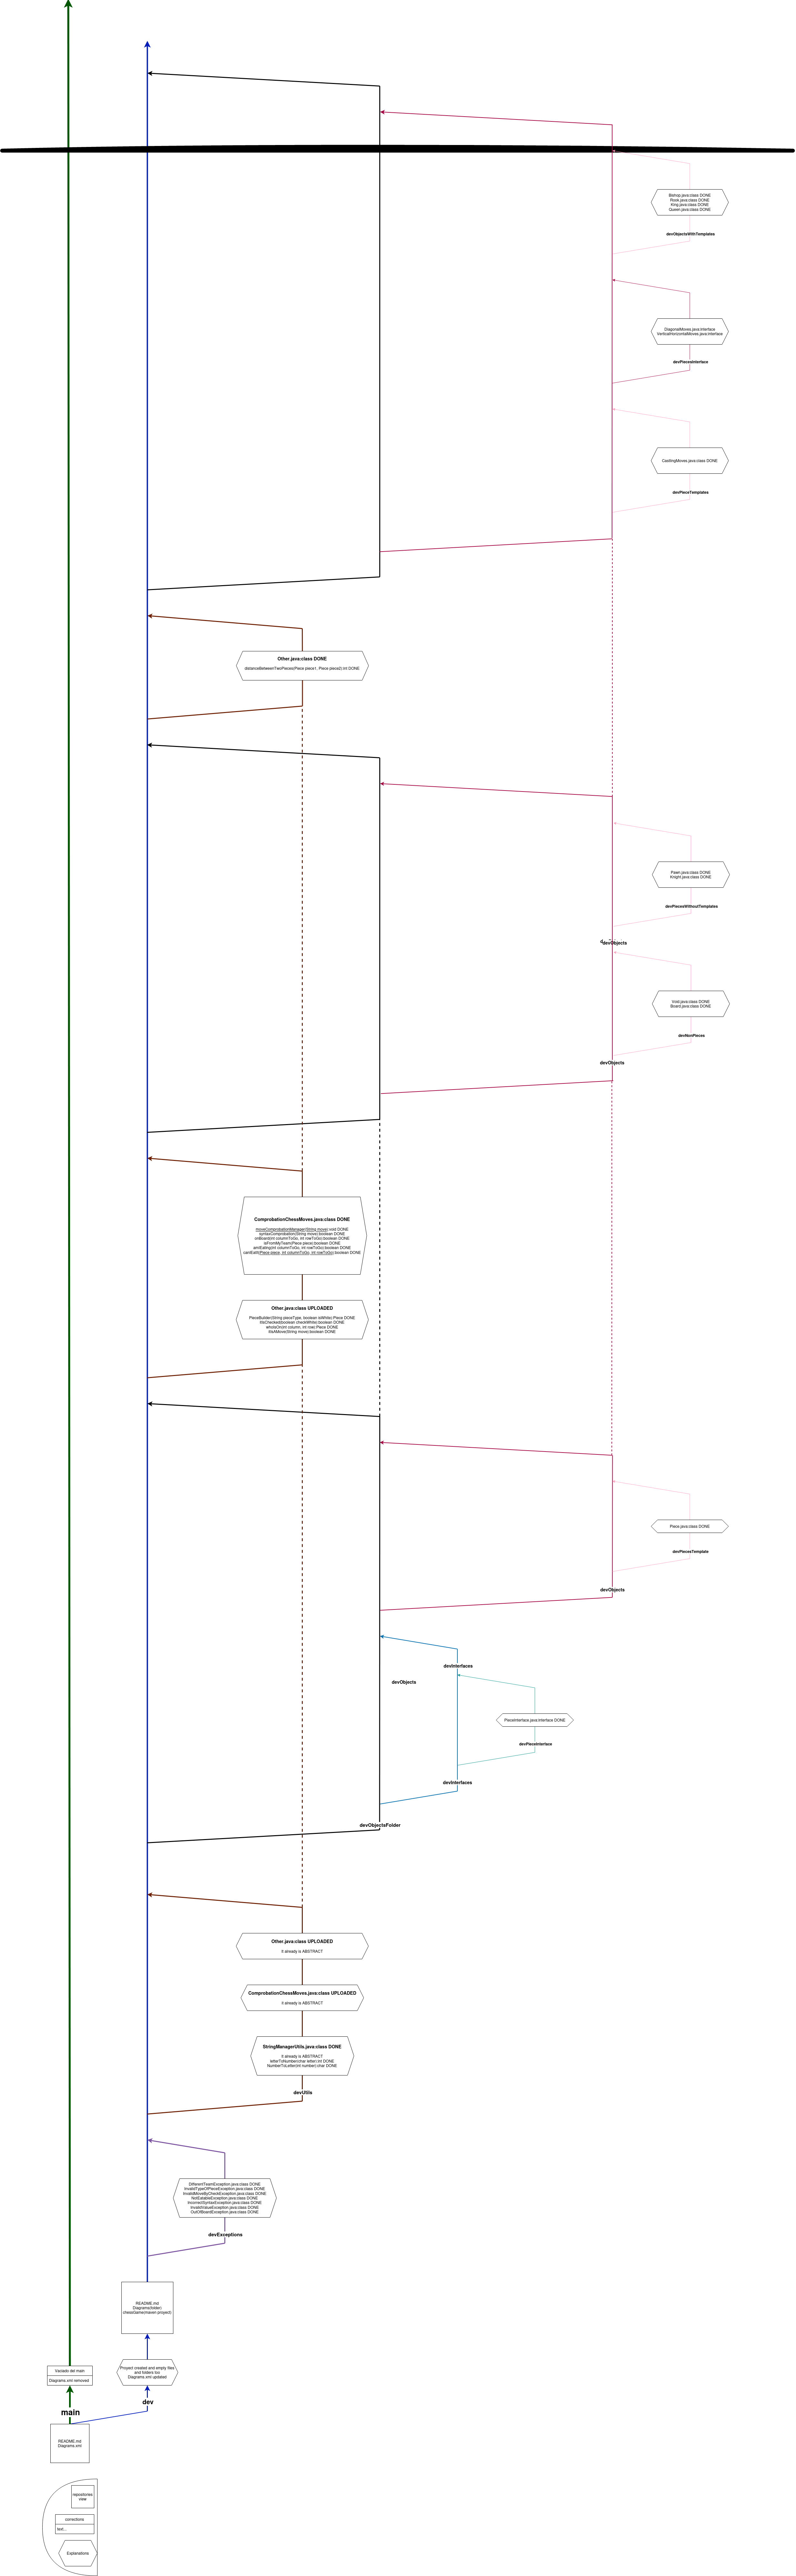 Bishop.java:class DONE
Rook.java:class DONE
King.java:class DONE
Queen.java:class DONE
devObjectsWithTemplates
DiagonalMoves.java:interface
VerticalHorizontalMoves.java:interface
devPiecesInterface
CastlingMoves.java:class DONE
devPieceTemplates
Other.java:class DONE
distanceBetweenTwoPieces(Piece piece1, Piece piece2):int DONE
Pawn.java:class DONE
Knight.java:class DONE
devPiecesWithoutTemplates
devObjects
Void.java:class DONE
Board.java:class DONE
devNonPieces
devObjects
ComprobationChessMoves.java:class DONE
moveComprobationManager(String move):void DONE
syntaxComprobation(String move):boolean DONE
onBoard(int columnToGo, int rowToGo):boolean DONE
isFromMyTeam(Piece piece):boolean DONE
amEating(int columnToGo, int rowToGo):boolean DONE
(Piece piece, int columnToGo, int rowToGo):boolean DONE
Other.java:class UPLOADED
PieceBuilder(String pieceType, boolean isWhite):Piece DONE
itIsChecked(boolean checkWhite):boolean DONE
whoIsOn(int column, int row):Piece DONE
itIsAMove(String move):boolean DONE
Piece.java:class DONE
devPiecesTemplate
devObjects
devInterfaces
devObjects
PieceInterface.java:interface DONE
devPieceInterface
devInterfaces
devObjectsFolder
Other.java:class UPLOADED
It already is ABSTRACT
ComprobationChessMoves.java:class UPLOADED
It already is ABSTRACT
StringManagerUtils.java:class DONE
It already is ABSTRACT
letterToNumber(char letter):int DONE
NumberToLetter(int number):char DONE
devUtils
DifferentTeamException.java:class DONE
InvalidTypeOfPieceException.java:class DONE
InvalidMoveByCheckException.java:class DONE
NotEatableException.java:class DONE
IncorrectSyntaxException.java:class DONE
InvalidValueException.java:class DONE
OutOfBoardException.java:class DONE
devExceptions
README.md
Diagrams(folder)
chessGame(maven proyect)
Proyect created and empty files
and folders too
Diagrams.xml updated
Vaciado del main
Diagrams.xml removed
dev
main
README.md
Diagrams.xml
repositories
view
corrections
text...
Explanations